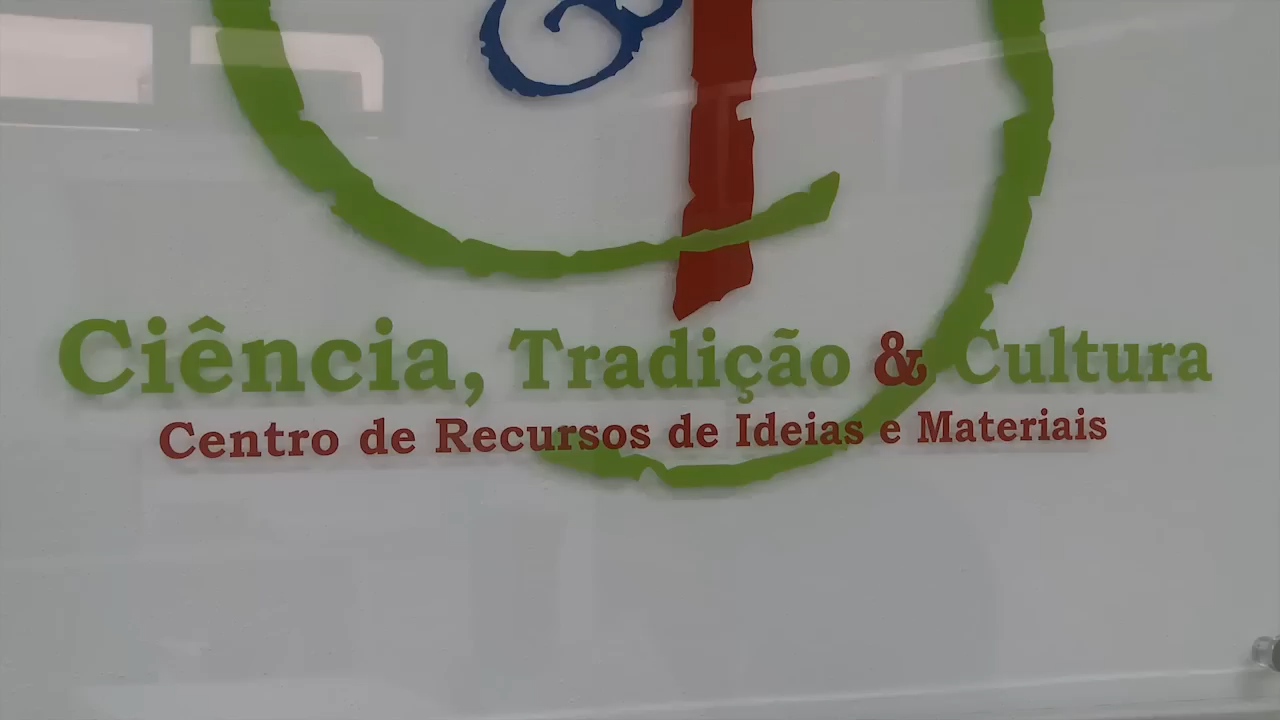 Ciência, Tradição & Cultura
Centro de Recursos de Ideias e Materiais